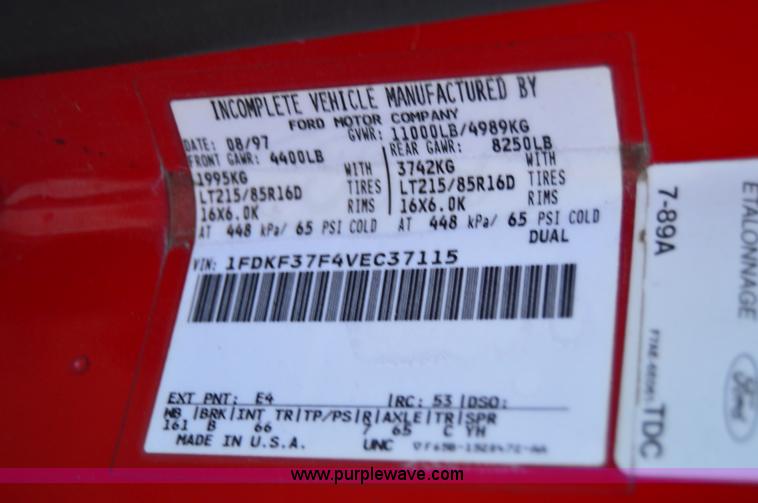 INCOMPLETE VEHICLE MANUFACTURED BY
FORD MOTOR COMPANY
DATE: 08/97 GVWR: 11000LB/4989KG
FRONT GAWR: 4400LB REAR GAWR: 8250LB
1995KG WITH 3742KG WITH
LT215/85R16D TIRES LT215/85R16D TIRES
16X6.0K RIMS 16X6.0K RIMS
AT 448 kPa/ 65 PSI COLD AT 448 kPa/ 65 PSI COLD
DUAL
VIN: 1FDKF37F4VEC37115
EXT PNT: E4 RC: 53 DSO:
WB BRK INT TR TP/PS R AXLE TR SPR
161 B 66 7 65 C YH
MADE IN U.S.A. UNC
7-89A
ETALONNAGE
TDC
Ford
www.purplewave.com